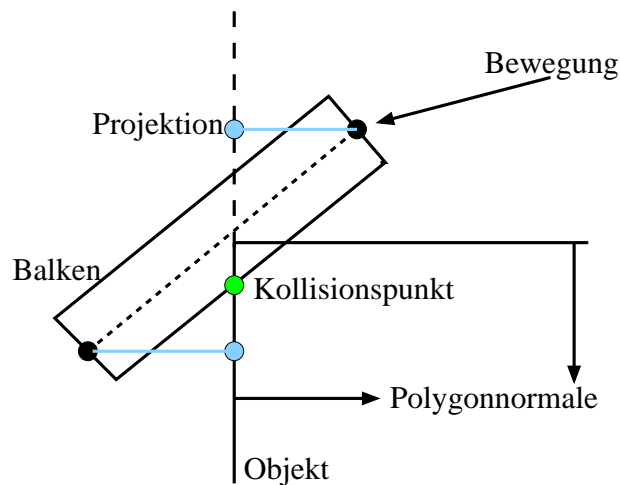 Bewegung
Projektion
Balken
Kollisionspunkt
Polygonnormale
Objekt